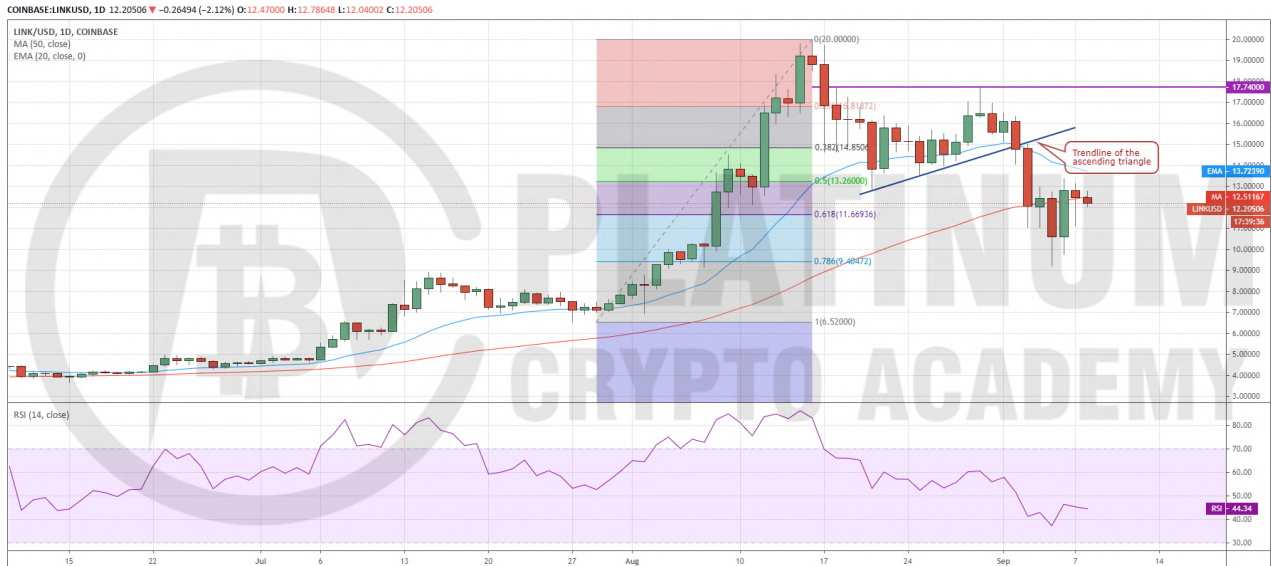 COINBASE:LINKUSD, 1D 12.20506 ▼ −0.26494 (−2.12%) O:12.47000 H:12.78648 L:12.04002 C:12.20506
LINK/USD, 1D, COINBASE
MA (50, close)
EMA (20, close, 0)
0(20.00000)
0.382(14.8506
0.5(13.26000)
0.618(11.66936)
0.786(9.40472)
1(6.52000)
Trendline of the
ascending triangle
PLATINUM
CRYPTO ACADEMY
20.00000
19.00000
17.74000
17.00000
16.00000
15.00000
14.00000
EMA 13.72390
13.00000
MA 12.51167
LINKUSD 12.20506
17:39:36
10.00000
9.00000
8.00000
7.00000
6.00000
5.00000
4.00000
3.00000
RSI (14, close)
80.00
70.00
60.00
50.00
RSI 44.34
40.00
30.00
15 22 Jul 6 13 20 27 Aug 10 17 24 Sep 7 14